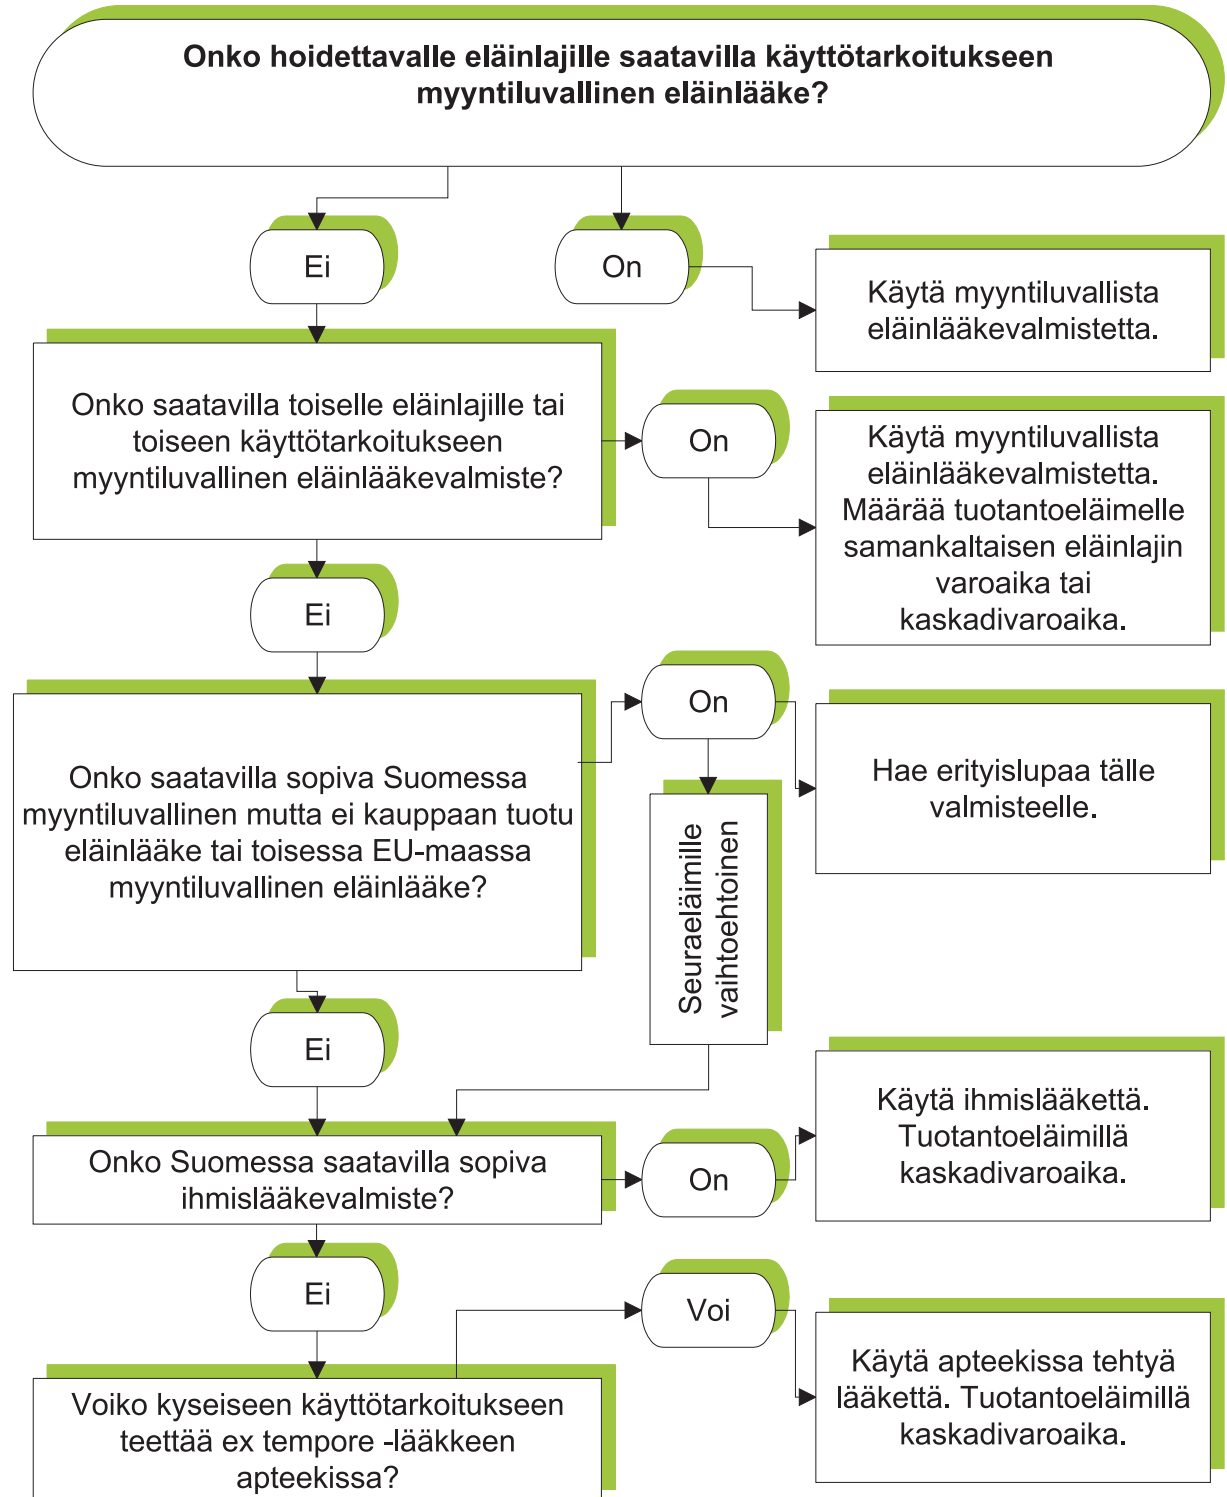 Onko hoidettavalle eläinlajille saatavilla käyttötarkoitukseen
myyntiluvallinen eläinlääke?
Ei
On
Käytä myyntiluvallista
eläinlääkevalmistetta.
Onko saatavilla toiselle eläinlajille tai
toiseen käyttötarkoitukseen
myyntiluvallinen eläinlääkevalmiste?
On
Käytä myyntiluvallista
eläinlääkevalmistetta.
Määrää tuotantoeläimelle
samankaltaisen eläinlajin
varoaika tai
kaskadivaroaika.
Ei
Onko saatavilla sopiva Suomessa
myyntiluvallinen mutta ei kauppaan tuotu
eläinlääke tai toisessa EU-maassa
myyntiluvallinen eläinlääke?
On
Hae erityislupaa tälle
valmisteelle.
Seuraeläimille
vaihtoehtoinen
Ei
Onko Suomessa saatavilla sopiva
ihmislääkevalmiste?
On
Käytä ihmislääkettä.
Tuotantoeläimillä
kaskadivaroaika.
Ei
Voiko kyseiseen käyttötarkoitukseen
teettää ex tempore -lääkkeen
apteekissa?
Voi
Käytä apteekissa tehtyä
lääkettä. Tuotantoeläimillä
kaskadivaroaika.